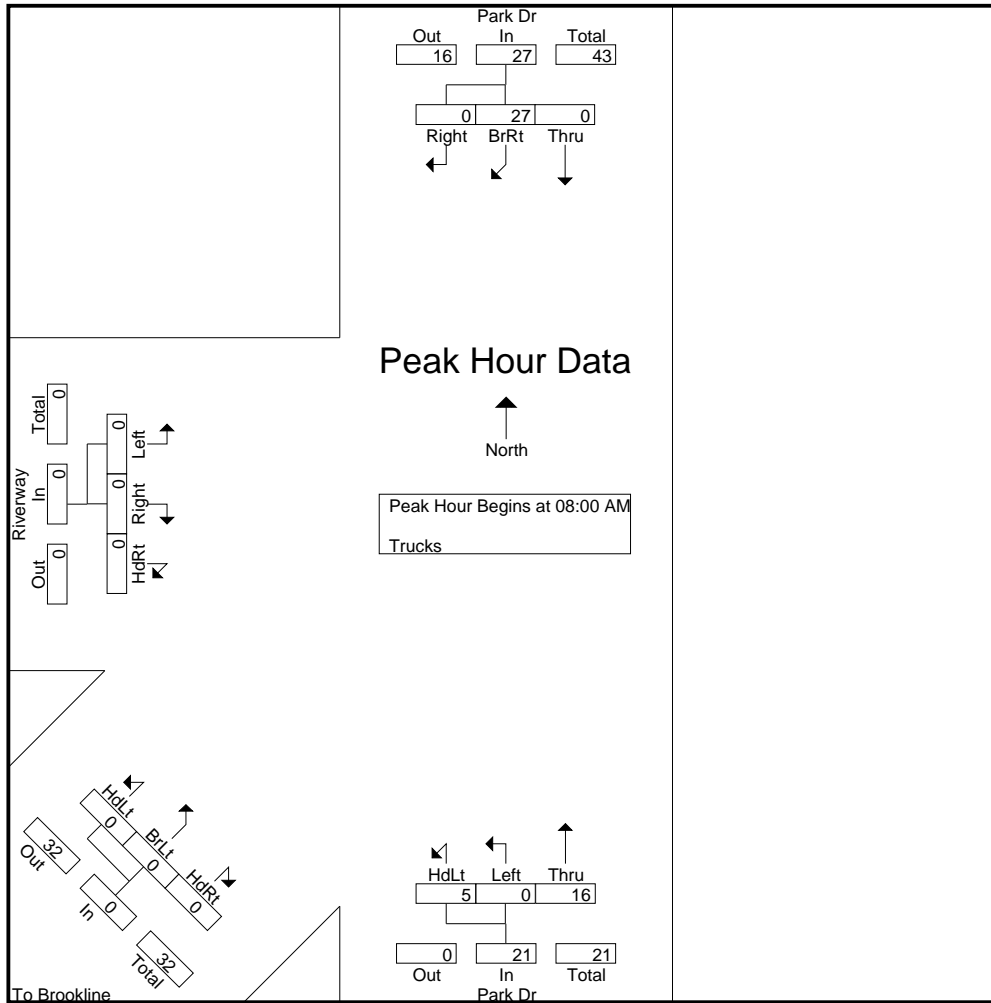 Park Dr
Out In Total
16 27 43
0 27 0
Right BrRt Thru
Peak Hour Data
North
Peak Hour Begins at 08:00 AM
Trucks
Riverway
Total In Out
0 0 0
0 0 0
Left Right HdRt
HdLt BrLt HdRt
0 0 0
32 0 32
Out In Total
To Brookline
HdLt Left Thru
5 0 16
0 21 21
Out In Total
Park Dr